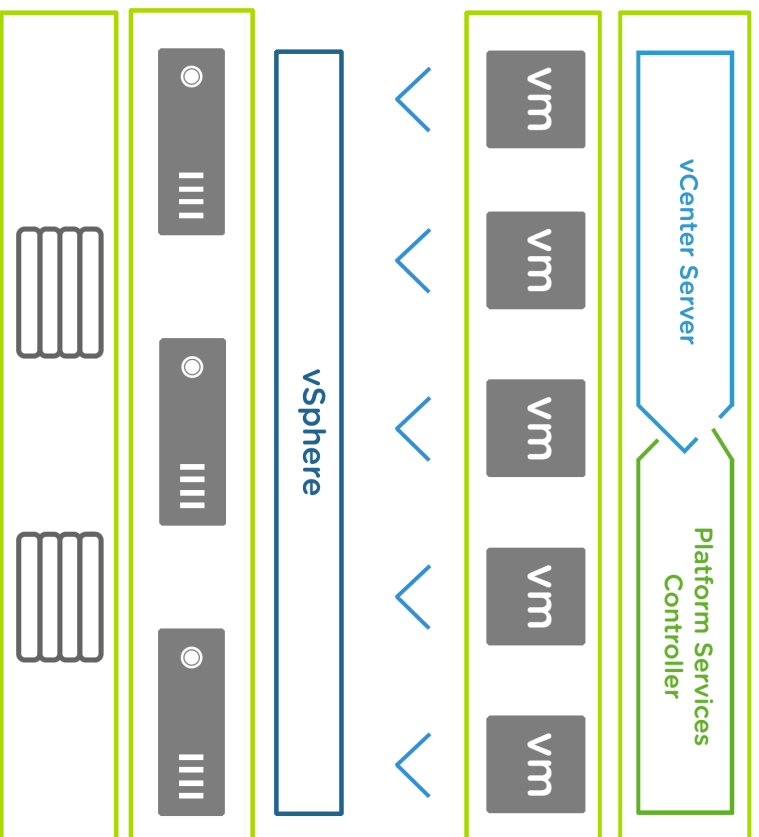 vCenter Server
Platform Services
Controller
vm
vm
vm
vm
vm
vSphere